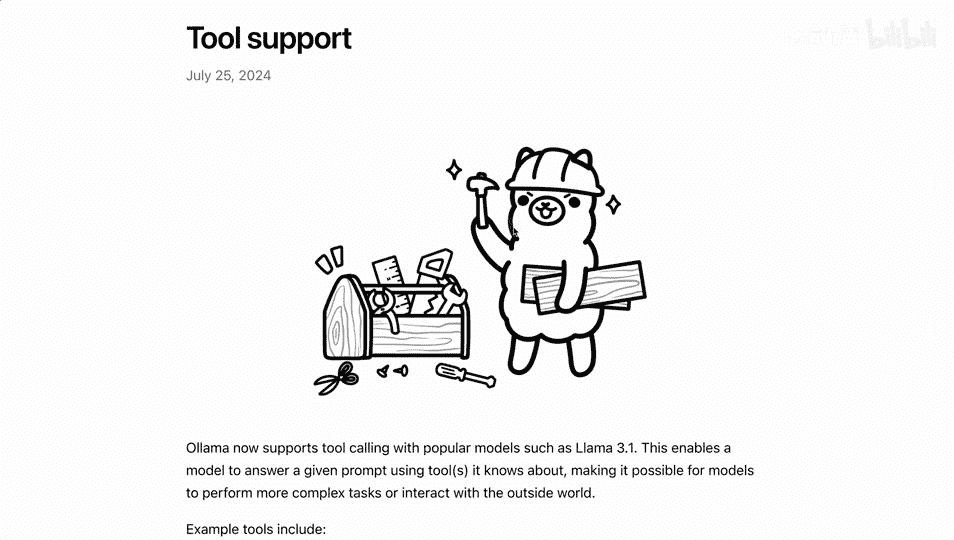 Tool support
bilibili
July 25, 2024
Ollama now supports tool calling with popular models such as Llama 3.1. This enables a
model to answer a given prompt using tool(s) it knows about, making it possible for models
to perform more complex tasks or interact with the outside world.
Example tools include: